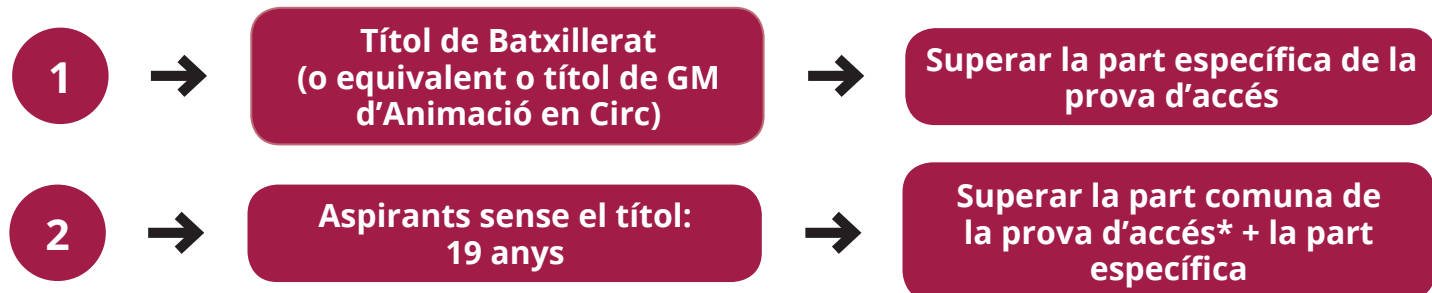 1
Títol de Batxillerat
(o equivalent o títol de GM
d’Animació en Circ)
Superar la part específica de la
prova d’accés
2
Aspirants sense el títol:
19 anys
Superar la part comuna de
la prova d’accés* + la part
específica